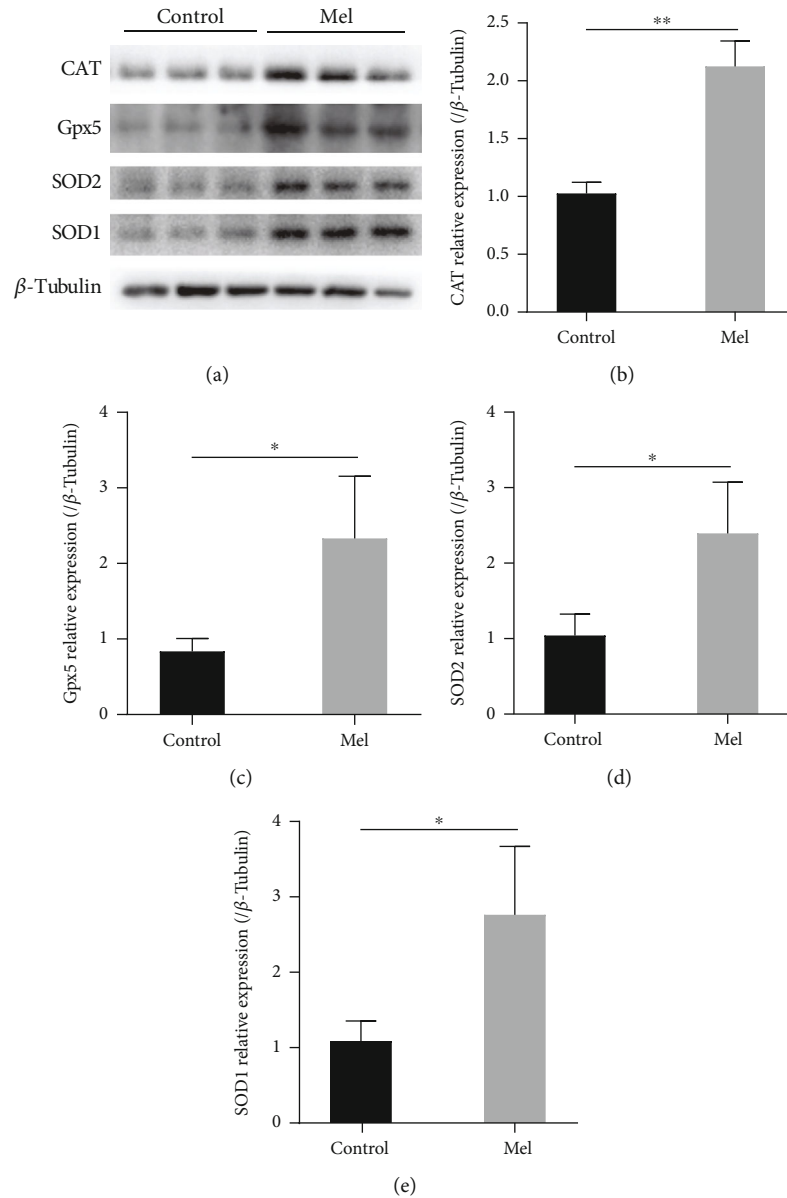 Control Mel
CAT
Gpx5
SOD2
SOD1
β-Tubulin
(a)
**
CAT relative expression (/β-Tubulin)
2.5
2.0
1.5
1.0
0.5
0.0
Control Mel
(b)
*
Gpx5 relative expression (/β-Tubulin)
4
3
2
1
0
Control Mel
(c)
*
SOD2 relative expression (/β-Tubulin)
4
3
2
1
0
Control Mel
(d)
*
SOD1 relative expression (/β-Tubulin)
4
3
2
1
0
Control Mel
(e)